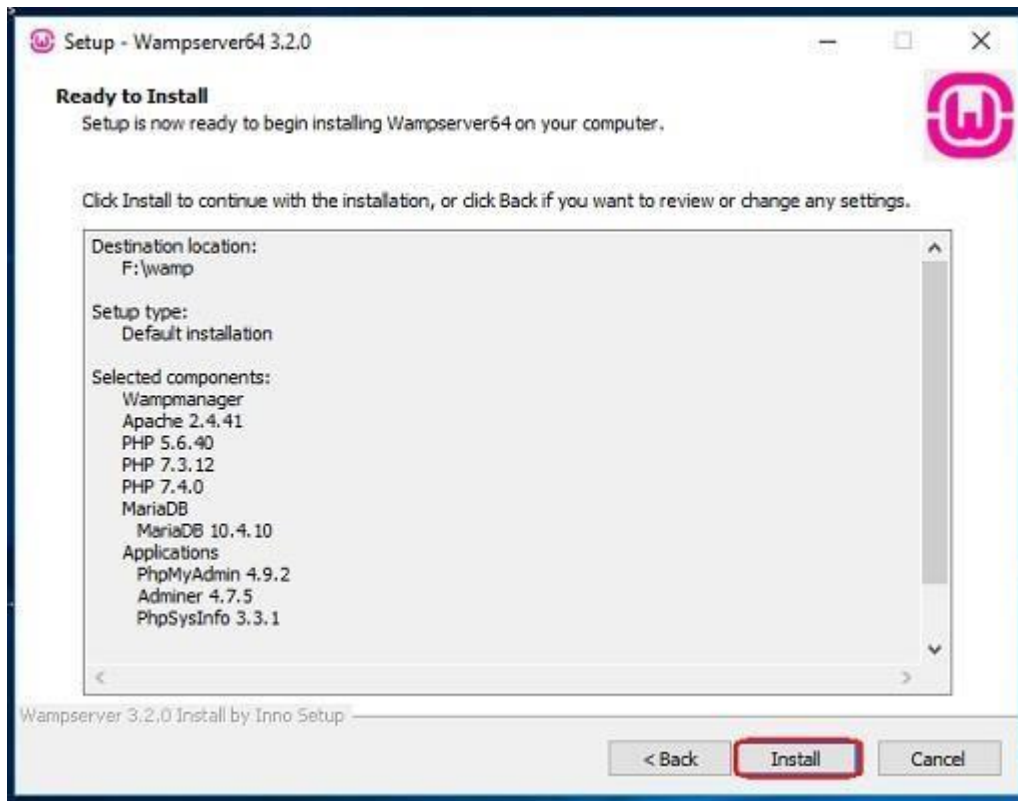 Setup - Wampserver64 3.2.0
Ready to Install
Setup is now ready to begin installing Wampserver64 on your computer.
Click Install to continue with the installation, or click Back if you want to review or change any settings.
Destination location:
F:\wamp
Setup type:
Default installation
Selected components:
Wampmanager
Apache 2.4.41
PHP 5.6.40
PHP 7.3.12
PHP 7.4.0
MariaDB
MariaDB 10.4.10
Applications
PhpMyAdmin 4.9.2
Adminer 4.7.5
PhpSysInfo 3.3.1
Wampserver 3.2.0 Install by Inno Setup
< Back Install Cancel